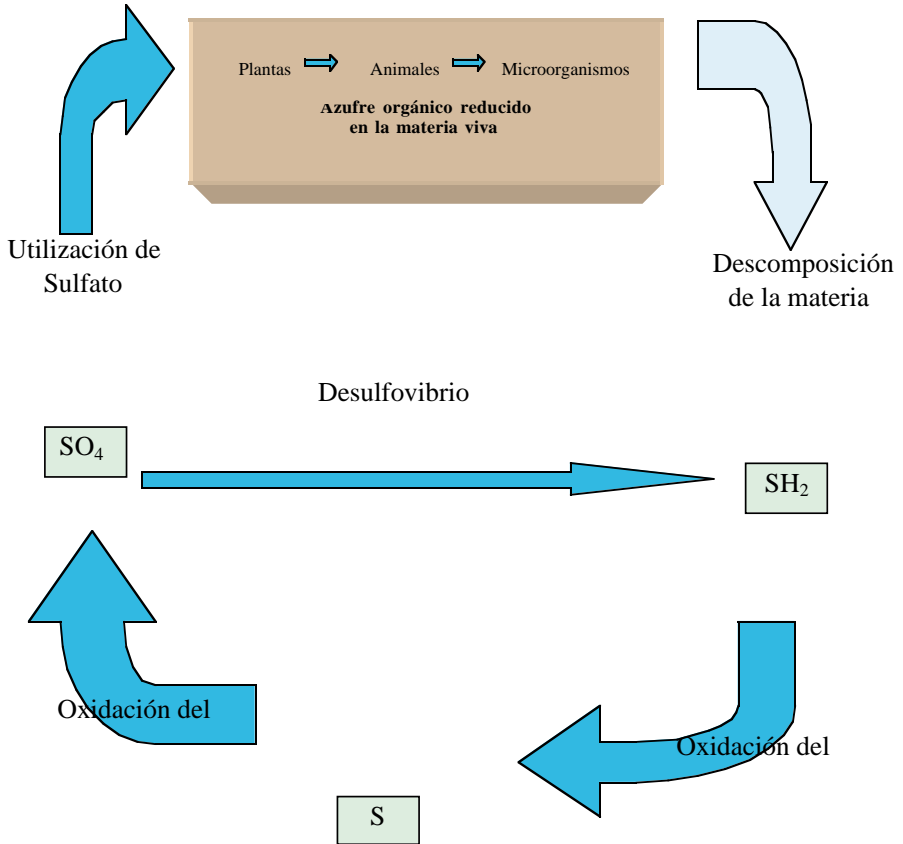 Plantas Animales Microorganismos
Azufre orgánico reducido
en la materia viva
Utilización de
Sulfato
Descomposición
de la materia
Desulfovibrio
SO₄
SH₂
Oxidación del
Oxidación del
S